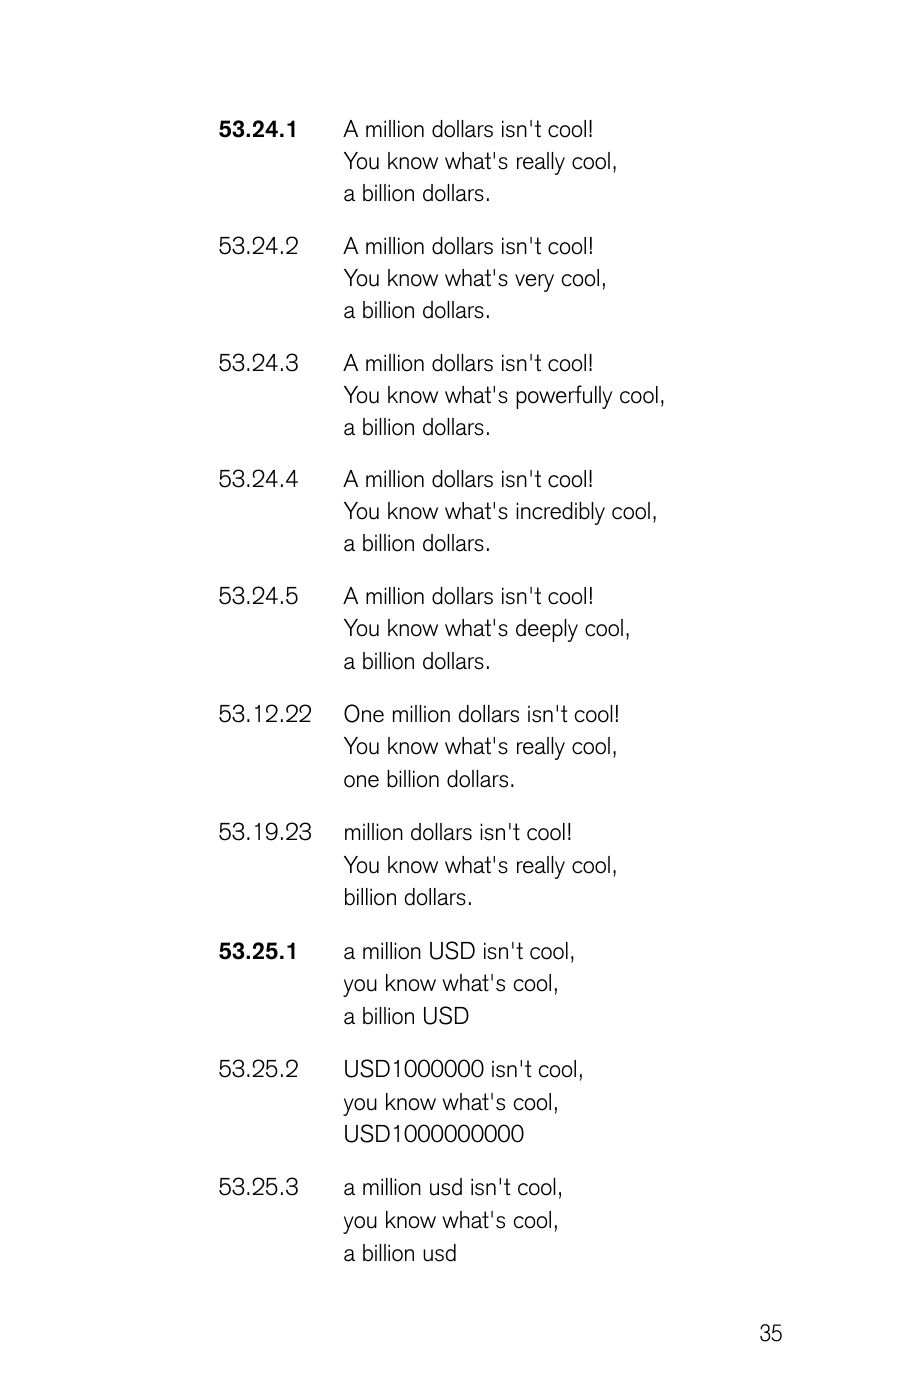 53.24.1 A million dollars isn't cool!
You know what's really cool,
a billion dollars.
53.24.2 A million dollars isn't cool!
You know what's very cool,
a billion dollars.
53.24.3 A million dollars isn't cool!
You know what's powerfully cool,
a billion dollars.
53.24.4 A million dollars isn't cool!
You know what's incredibly cool,
a billion dollars.
53.24.5 A million dollars isn't cool!
You know what's deeply cool,
a billion dollars.
53.12.22 One million dollars isn't cool!
You know what's really cool,
one billion dollars.
53.19.23 million dollars isn't cool!
You know what's really cool,
billion dollars.
53.25.1 a million USD isn't cool,
you know what's cool,
a billion USD
53.25.2 USD1000000 isn't cool,
you know what's cool,
USD1000000000
53.25.3 a million usd isn't cool,
you know what's cool,
a billion usd
35